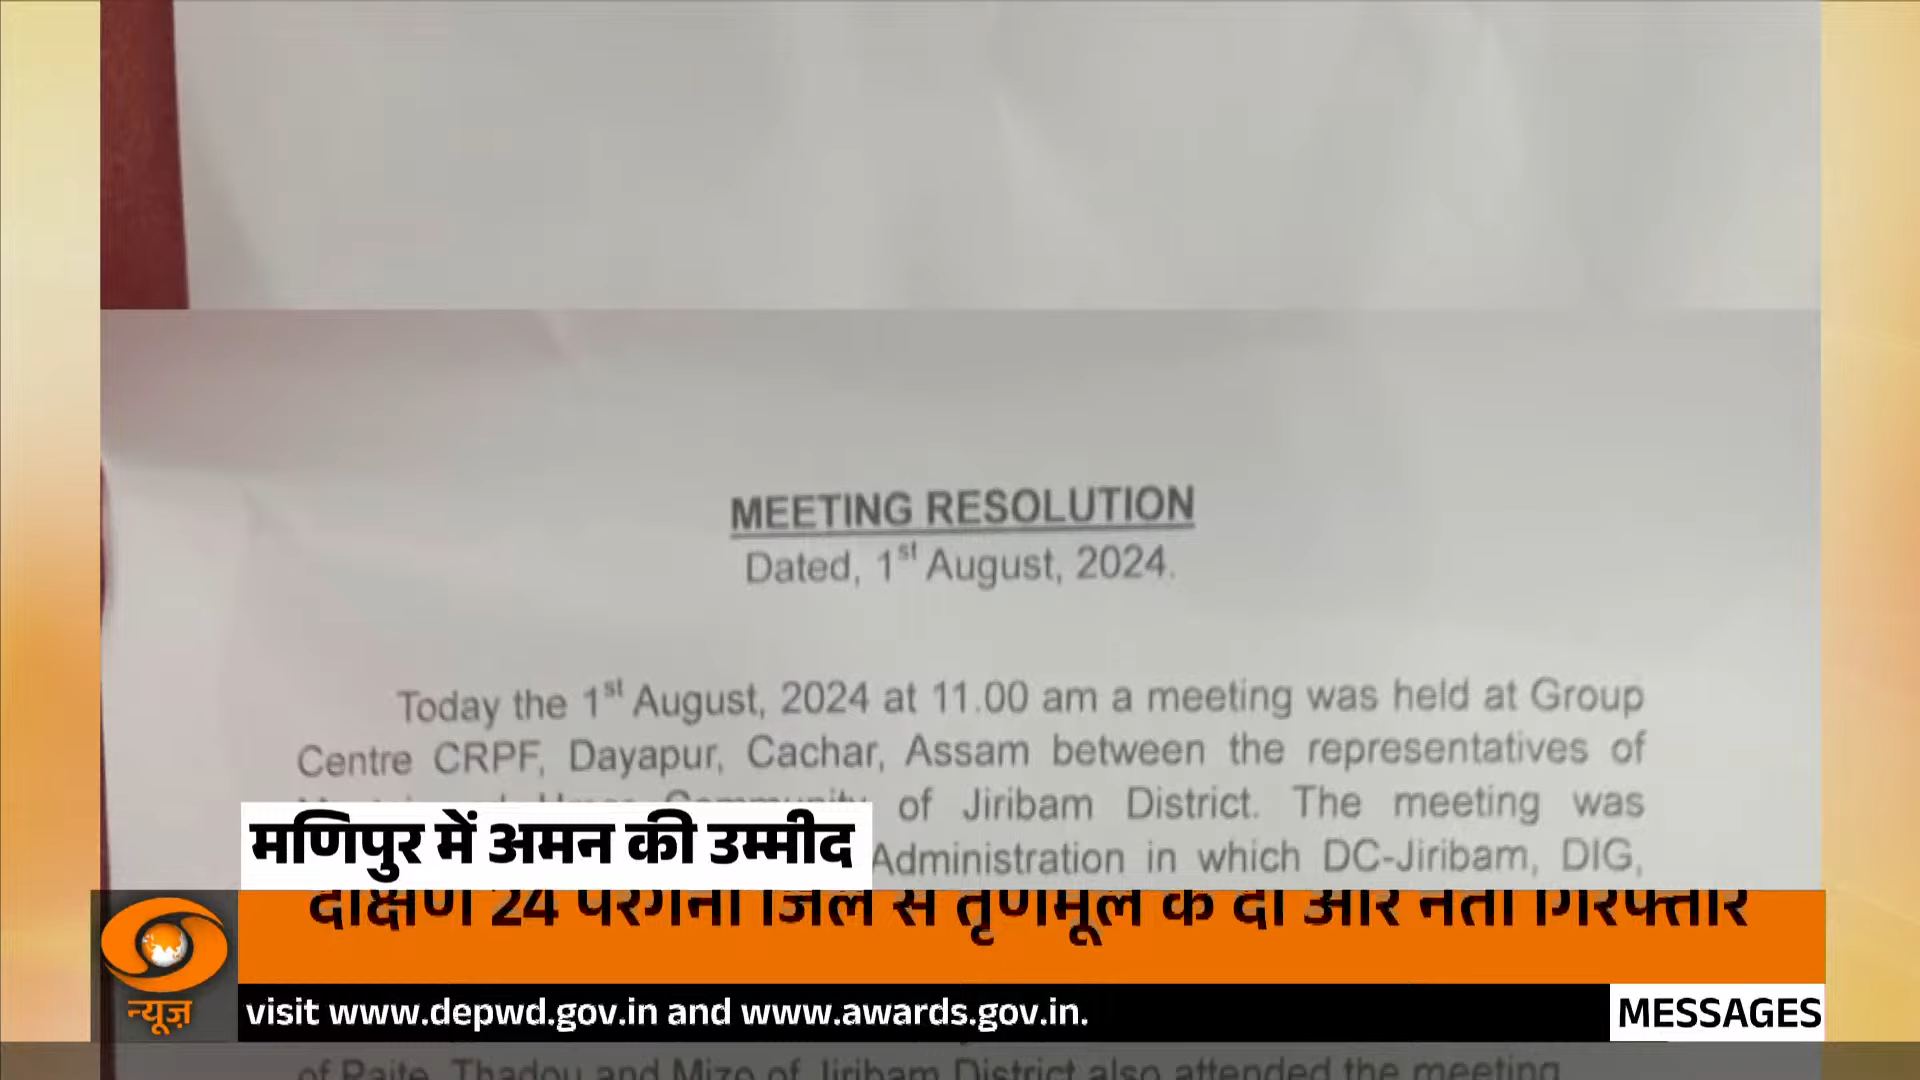 MEETING RESOLUTION
Dated, 1st August, 2024.
Today the 1st August, 2024 at 11.00 am a meeting was held at Group
Centre CRPF, Dayapur, Cachar, Assam between the representatives of
Community of Jiribam District. The meeting was
Administration in which DC-Jiribam, DIG,
मणिपुर में अमन की उम्मीद
दक्षिण 24 परगना जिले से तृणमूल के दो और नेता गिरफ्तार
न्यूज़
visit www.depwd.gov.in and www.awards.gov.in.
MESSAGES
of Paite, Thadou and Mizo of Jiribam District also attended the meeting